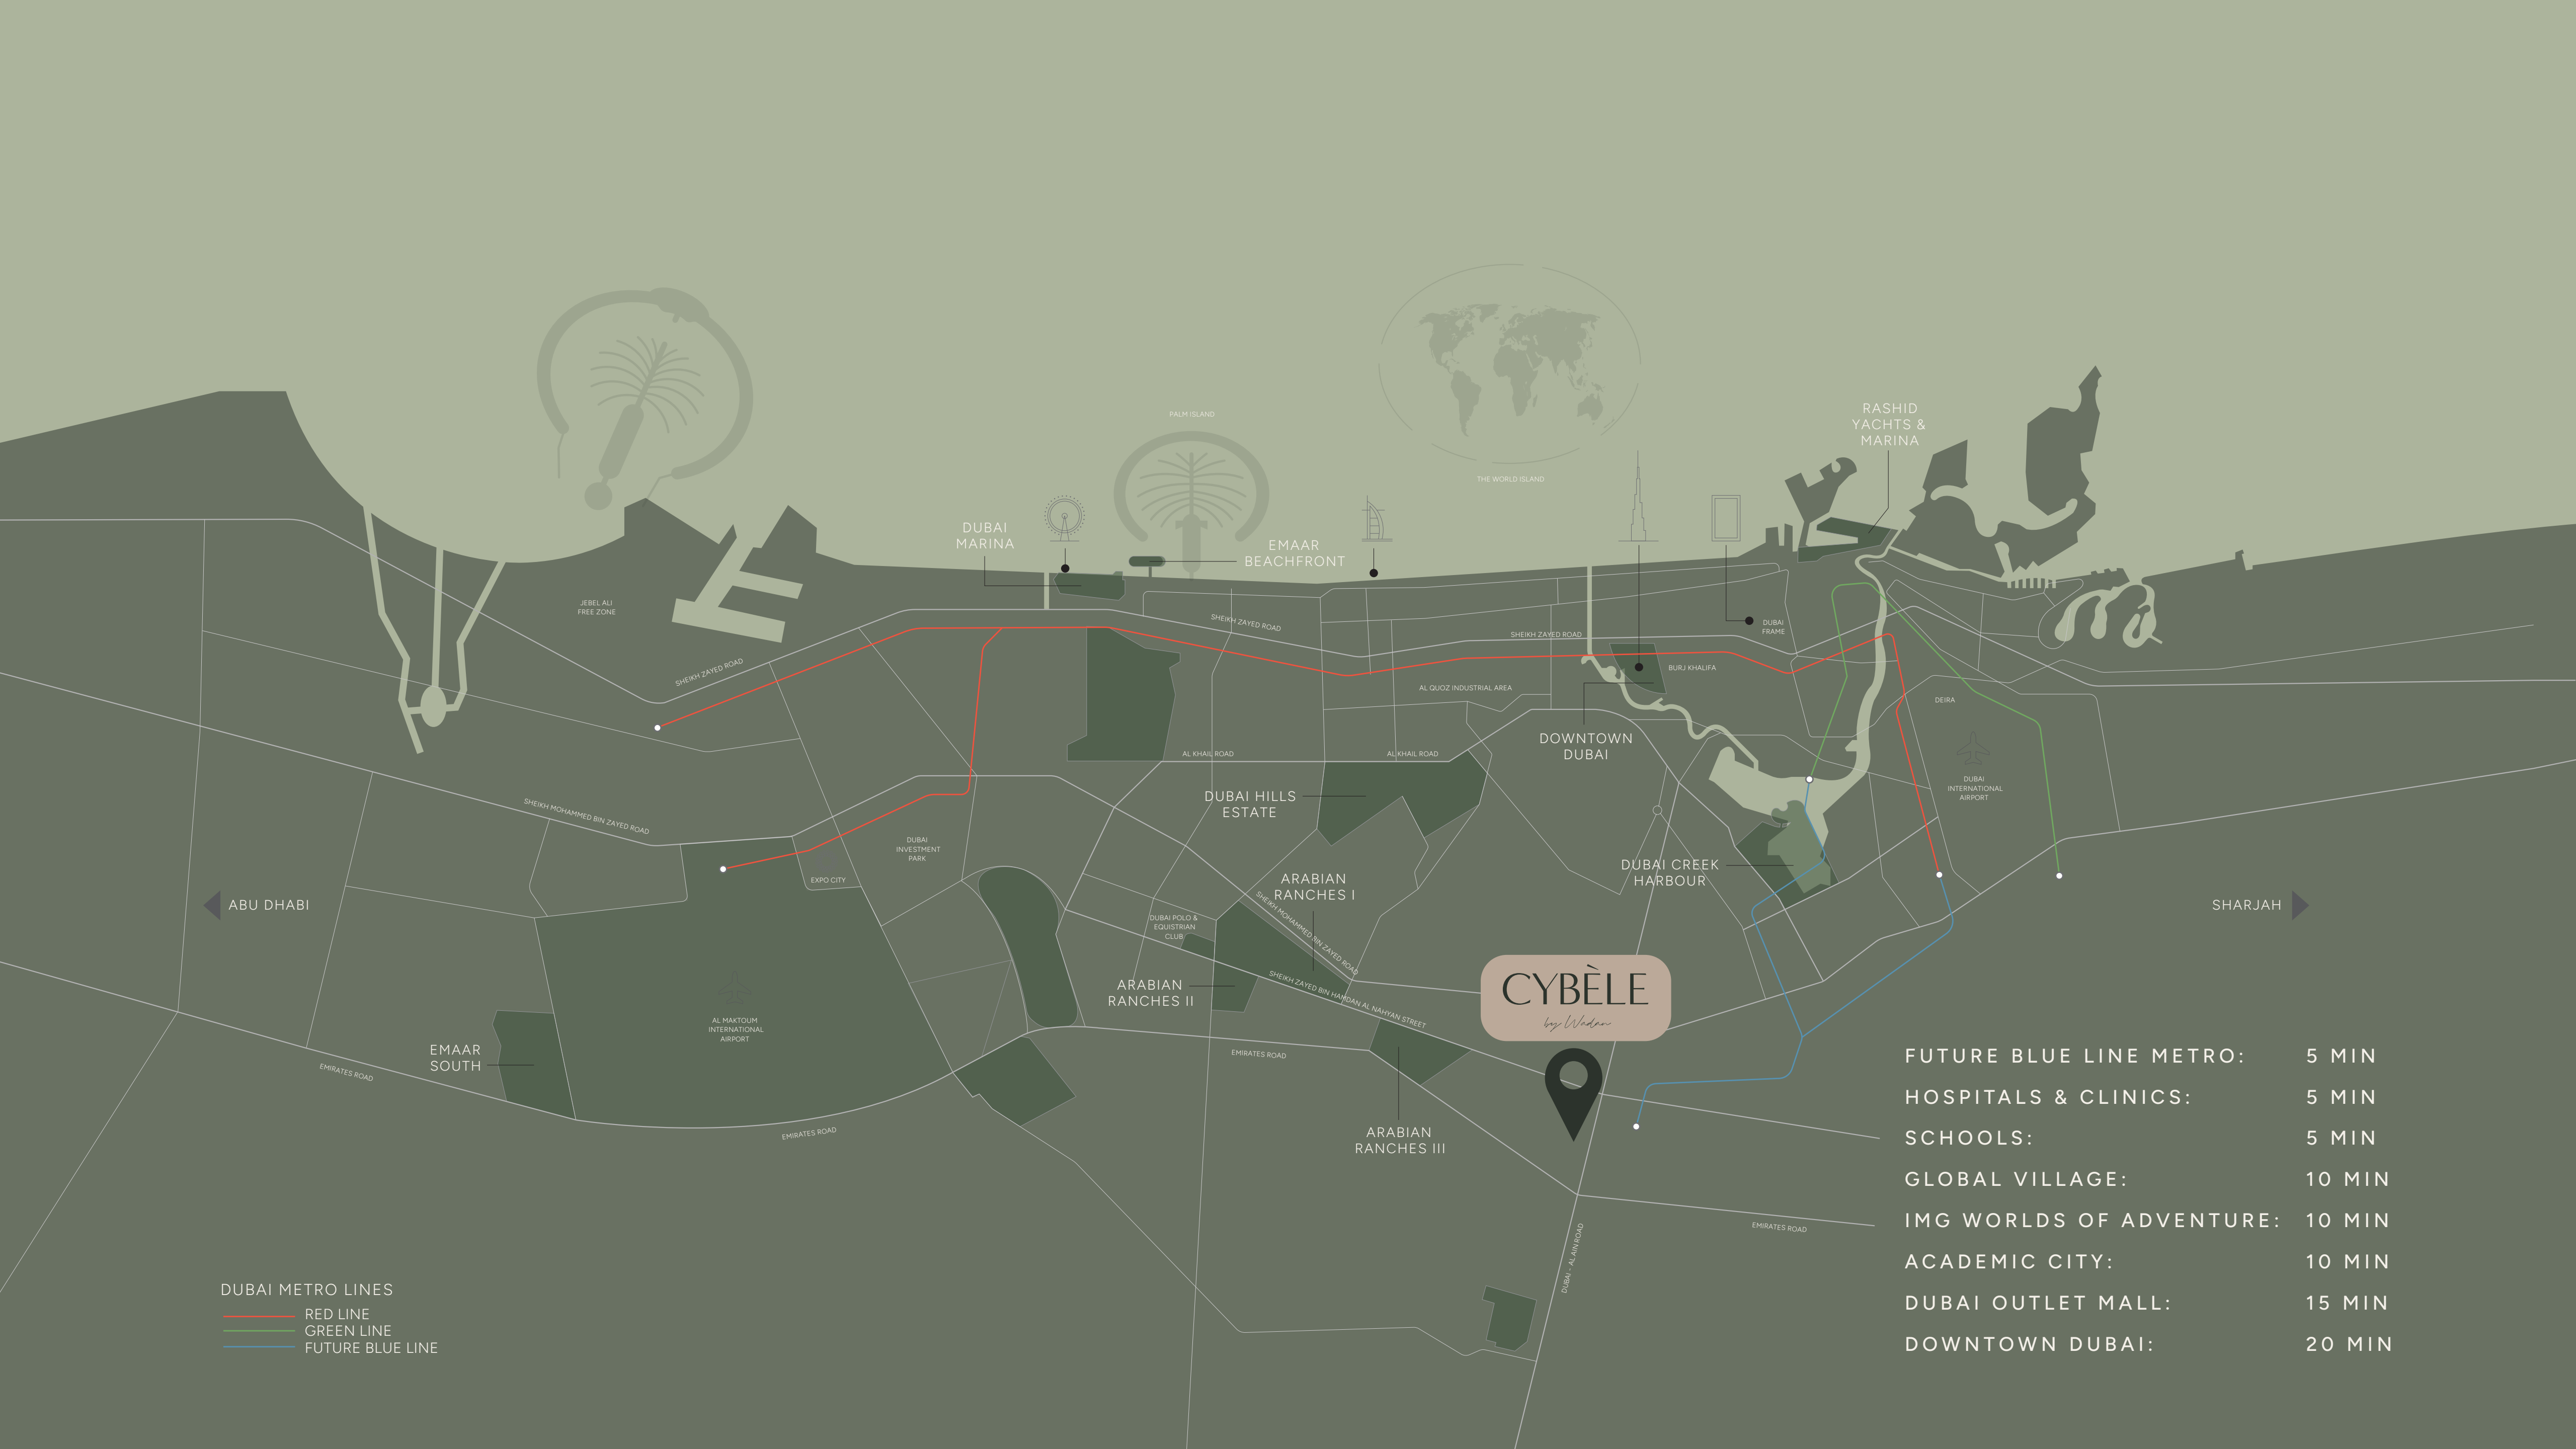 PALM ISLAND
THE WORLD ISLAND
RASHID
YACHTS &
MARINA
DUBAI
MARINA
EMAAR
BEACHFRONT
JEBEL ALI
FREE ZONE
SHEIKH ZAYED ROAD
SHEIKH ZAYED ROAD
SHEIKH ZAYED ROAD
DUBAI
FRAME
BURJ KHALIFA
AL QUOZ INDUSTRIAL AREA
DEIRA
DOWNTOWN
DUBAI
AL KHAIL ROAD
AL KHAIL ROAD
DUBAI
INTERNATIONAL
AIRPORT
DUBAI HILLS
ESTATE
SHEIKH MOHAMMED BIN ZAYED ROAD
DUBAI
INVESTMENT
PARK
EXPO CITY
DUBAI CREEK
HARBOUR
ARABIAN
RANCHES I
SHEIKH MOHAMMED BIN ZAYED ROAD
ABU DHABI
SHARJAH
DUBAI POLO &
EQUESTRIAN
CLUB
ARABIAN
RANCHES II
SHEIKH ZAYED BIN HAMDAN AL NAHYAN STREET
CYBÈLE
by Wadan
AL MAKTOUM
INTERNATIONAL
AIRPORT
EMAAR
SOUTH
EMIRATES ROAD
EMIRATES ROAD
EMIRATES ROAD
ARABIAN
RANCHES III
EMIRATES ROAD
DUBAI - AL AIN ROAD
FUTURE BLUE LINE METRO: 5 MIN
HOSPITALS & CLINICS: 5 MIN
SCHOOLS: 5 MIN
GLOBAL VILLAGE: 10 MIN
IMG WORLDS OF ADVENTURE: 10 MIN
ACADEMIC CITY: 10 MIN
DUBAI OUTLET MALL: 15 MIN
DOWNTOWN DUBAI: 20 MIN
DUBAI METRO LINES
RED LINE
GREEN LINE
FUTURE BLUE LINE